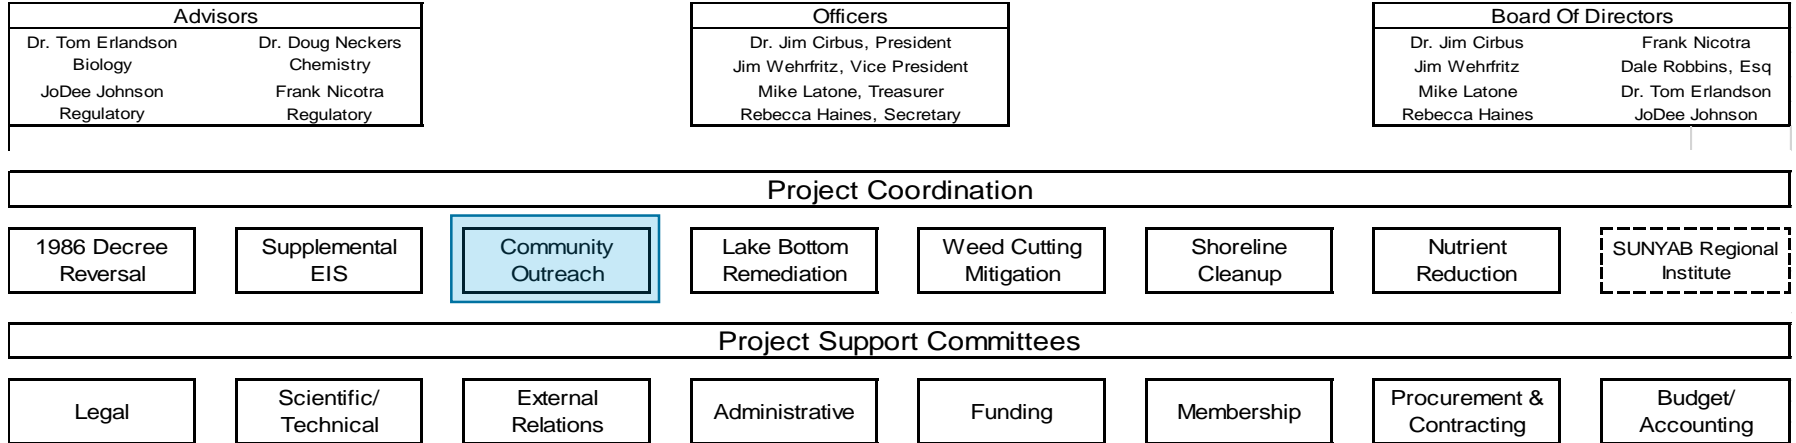 Advisors
Dr. Tom Erlandson
Biology
Dr. Doug Neckers
Chemistry
JoDee Johnson
Regulatory
Frank Nicotra
Regulatory
Officers
Dr. Jim Cirbus, President
Jim Wehrfritz, Vice President
Mike Latone, Treasurer
Rebecca Haines, Secretary
Board Of Directors
Dr. Jim Cirbus
Jim Wehrfritz
Mike Latone
Rebecca Haines
Frank Nicotra
Dale Robbins, Esq
Dr. Tom Erlandson
JoDee Johnson
Project Coordination
1986 Decree
Reversal
Supplemental
EIS
Community
Outreach
Lake Bottom
Remediation
Weed Cutting
Mitigation
Shoreline
Cleanup
Nutrient
Reduction
SUNYAB Regional
Institute
Project Support Committees
Legal
Scientific/
Technical
External
Relations
Administrative
Funding
Membership
Procurement &
Contracting
Budget/
Accounting